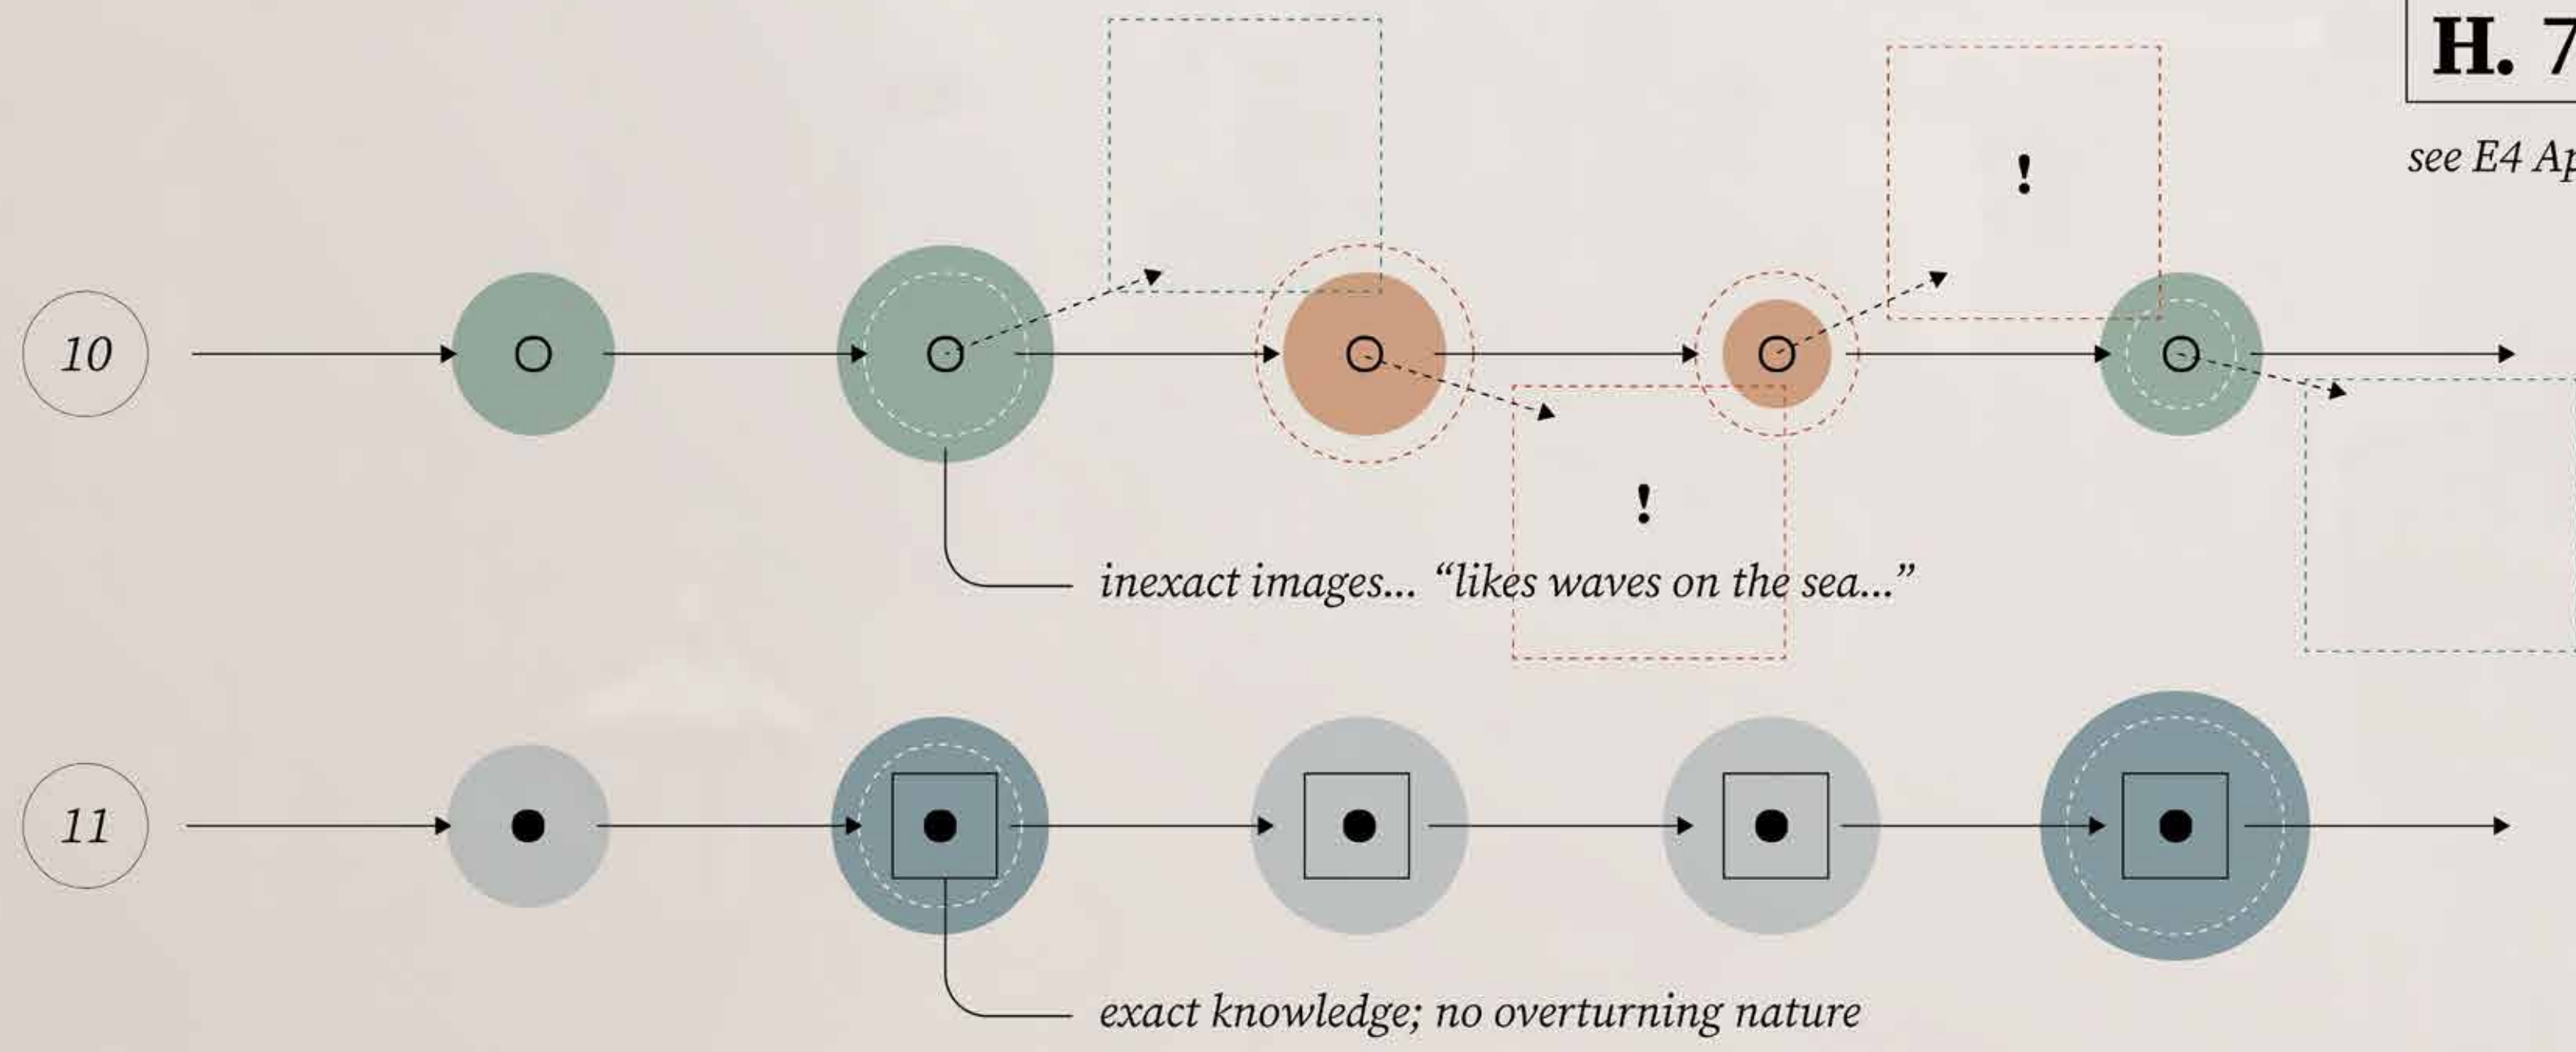 H. 7
see E4 Ap
!
10
O O O O O
!
inexact images... “likes waves on the sea...”
11
exact knowledge; no overturning nature